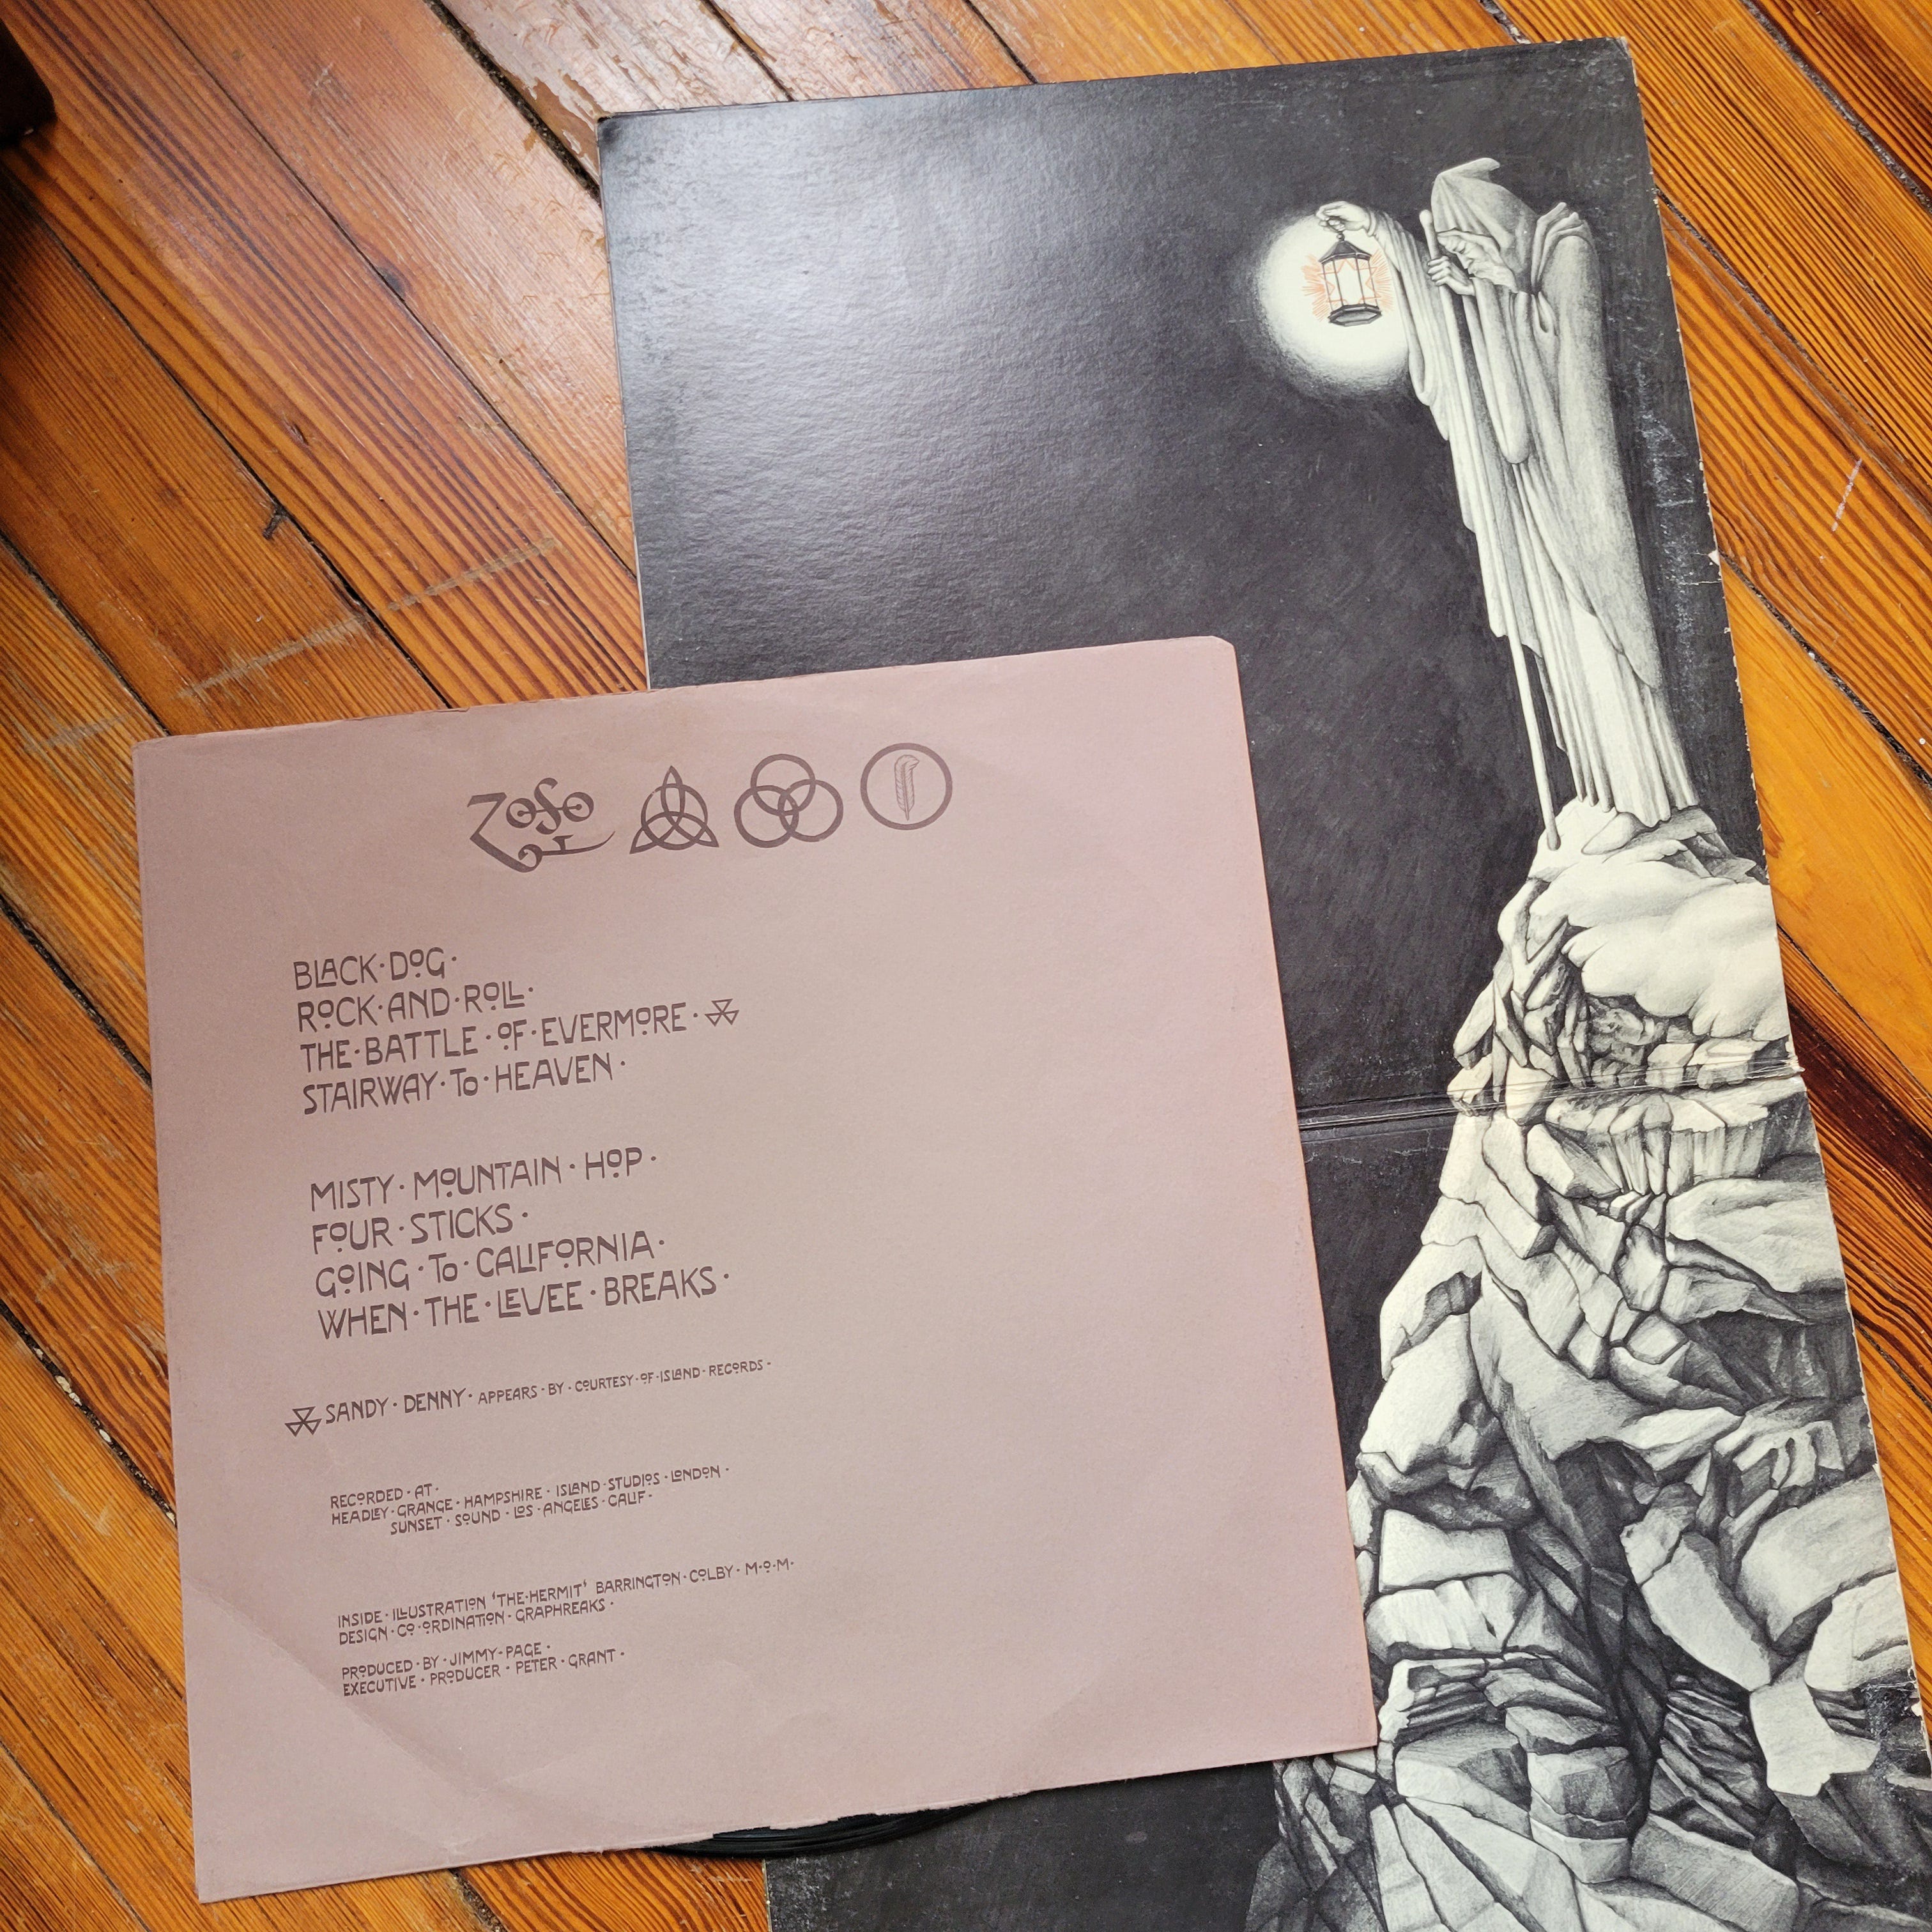 ZOSO
BLACK·DOG·
ROCK·AND·ROLL·
THE·BATTLE·OF·EVERMORE·
STAIRWAY·TO·HEAVEN·
MISTY·MOUNTAIN·HOP·
FOUR·STICKS·
GOING·TO·CALIFORNIA·
WHEN·THE·LEVEE·BREAKS·
SANDY·DENNY· APPEARS·BY·COURTESY·OF·ISLAND·RECORDS·
RECORDED·AT·
HEADLEY·GRANGE·HAMPSHIRE·ISLAND·STUDIOS·LONDON·
SUNSET·SOUND·LOS·ANGELES·CALIF·
INSIDE·ILLUSTRATION 'THE·HERMIT' BARRINGTON·COLBY·M·O·M·
DESIGN·CO·ORDINATION·GRAPHREAKS·
PRODUCED·BY·JIMMY·PAGE·
EXECUTIVE·PRODUCER·PETER·GRANT·